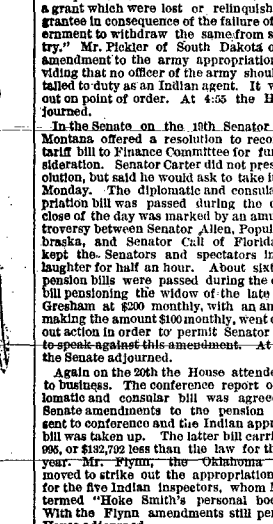 a grant which were lost or relinquish
grantee in consequence of the failure of
ernment to withdraw the same from s
try." Mr. Pickler of South Dakota o
amendment to the army appropriation
viding that no officer of the army shou
tailed to duty as an Indian agent. It w
out on point of order. At 4:55 the H
journed.
In the Senate on the 19th Senator
Montana offered a resolution to reco
tariff bill to Finance Committee for fur
sideration. Senator Carter did not pres
olution, but said he would ask to take i
Monday. The diplomatic and consula
priation bill was passed during the
close of the day was marked by an amu
troversy between Senator Allen, Popul
braska, and Senator Call of Florida
kept the Senators and spectators in
laughter for half an hour. About sixt
pension bills were passed during the
bill pensioning the widow of the late
Gresham at $200 monthly, with an am
making the amount $100 monthly, went
out action in order to permit Senator
to speak against this amendment. At
the Senate adjourned.
Again on the 20th the House attende
to business. The conference report o
lomatic and consular bill was agree
Senate amendments to the pension
sent to conference and the Indian appr
bill was taken up. The latter bill carri
995, or $132,792 less than the law for th
year. Mr. Flynn, the Oklahoma
moved to strike out the appropriation
for the five Indian inspectors, whom
termed "Hoke Smith's personal bod
With the Flynn amendments still